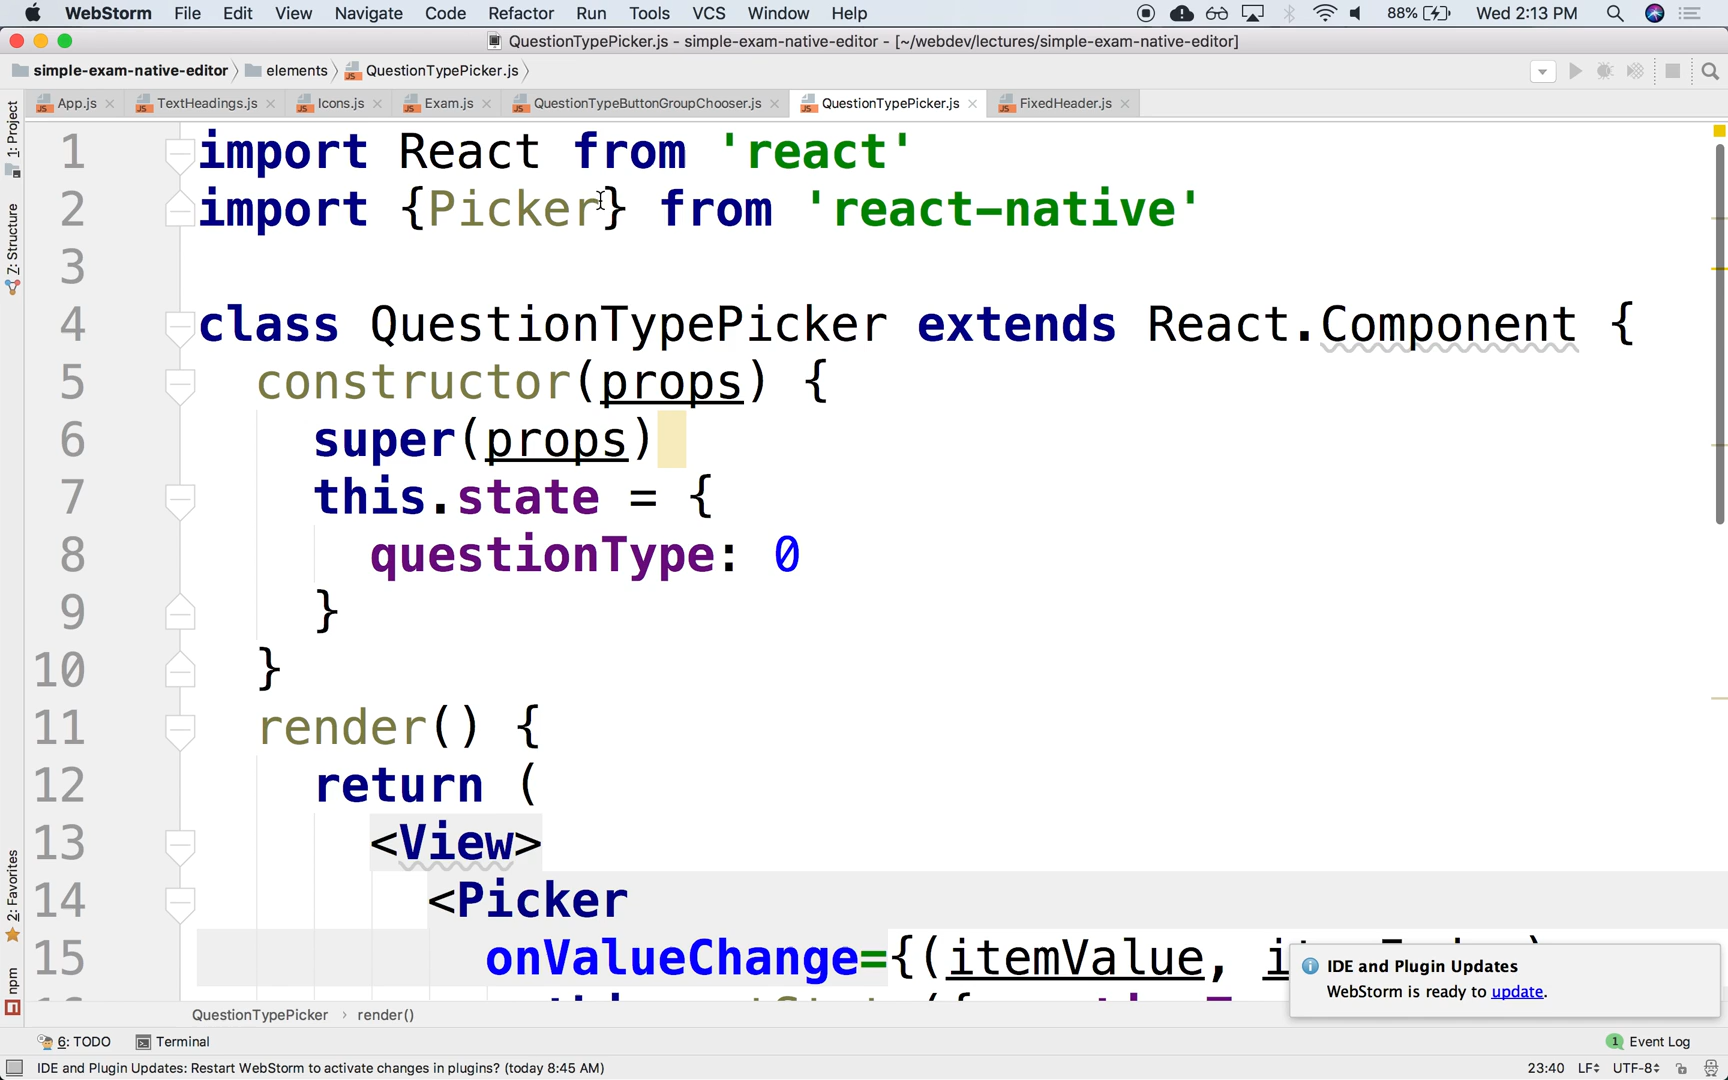 WebStorm File Edit View Navigate Code Refactor Run Tools VCS Window Help 88% Wed 2:13 PM
QuestionTypePicker.js - simple-exam-native-editor - [~/webdev/lectures/simple-exam-native-editor]
simple-exam-native-editor elements QuestionTypePicker.js
App.js TextHeadings.js Icons.js Exam.js QuestionTypeButtonGroupChooser.js QuestionTypePicker.js FixedHeader.js
1: Project
7: Structure
2: Favorites
npm
1 import React from 'react'
2 import {Picker} from 'react-native'
3
4 class QuestionTypePicker extends React.Component {
5 constructor(props) {
6 super(props)
7 this.state = {
8 questionType: 0
9 }
10 }
11 render() {
12 return (
13 <View>
14 <Picker
15 onValueChange={(itemValue,
IDE and Plugin Updates
WebStorm is ready to update.
QuestionTypePicker render()
6: TODO Terminal 1 Event Log
IDE and Plugin Updates: Restart WebStorm to activate changes in plugins? (today 8:45 AM) 23:40 LF UTF-8